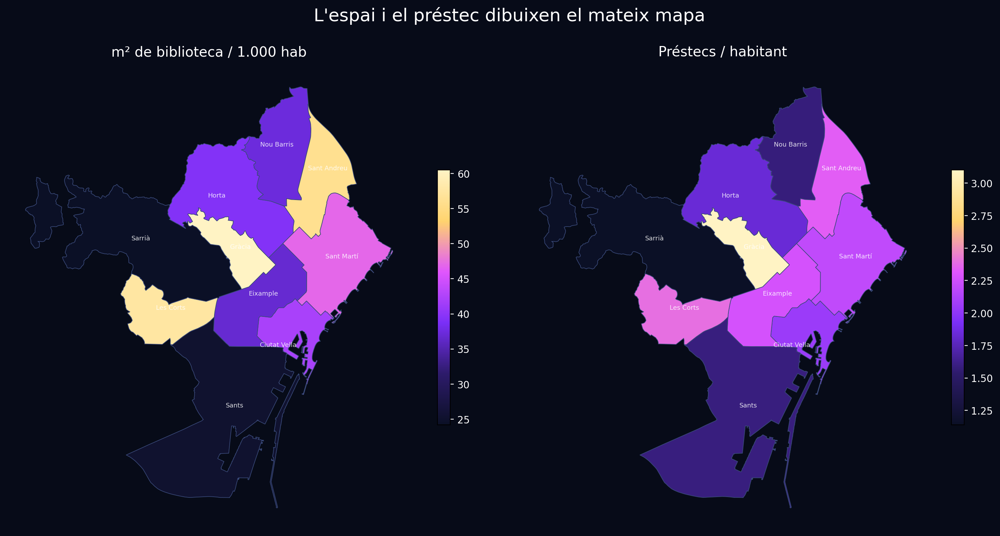 L'espai i el préstec dibuixen el mateix mapa
m² de biblioteca / 1.000 hab
Nou Barris
Sant Andreu
Horta
Sarrià
Gràcia
Sant Martí
Eixample
Les Corts
Ciutat Vella
Sants
60
55
50
45
40
35
30
25
Préstecs / habitant
Nou Barris
Sant Andreu
Horta
Sarrià
Gràcia
Sant Martí
Eixample
Les Corts
Ciutat Vella
Sants
3.00
2.75
2.50
2.25
2.00
1.75
1.50
1.25